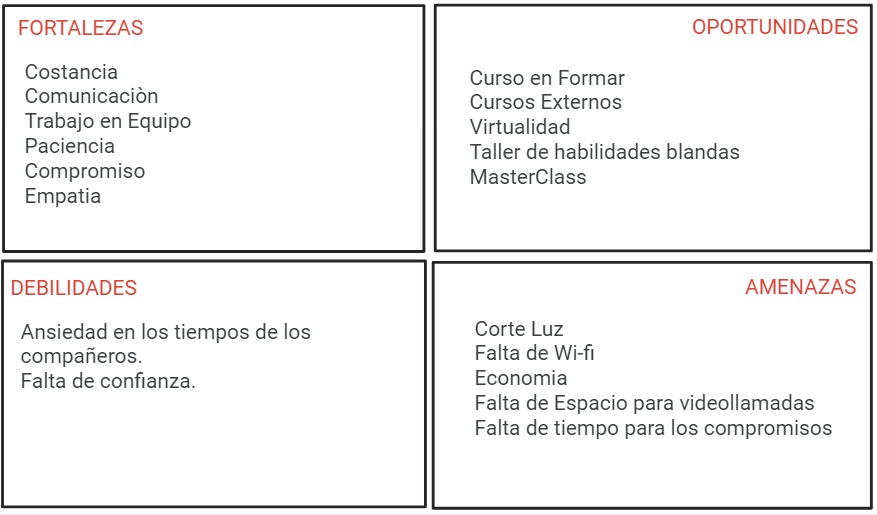 FORTALEZAS
Costancia
Comunicaciòn
Trabajo en Equipo
Paciencia
Compromiso
Empatia
OPORTUNIDADES
Curso en Formar
Cursos Externos
Virtualidad
Taller de habilidades blandas
MasterClass
DEBILIDADES
Ansiedad en los tiempos de los
compañeros.
Falta de confianza.
AMENAZAS
Corte Luz
Falta de Wi-fi
Economia
Falta de Espacio para videollamadas
Falta de tiempo para los compromisos